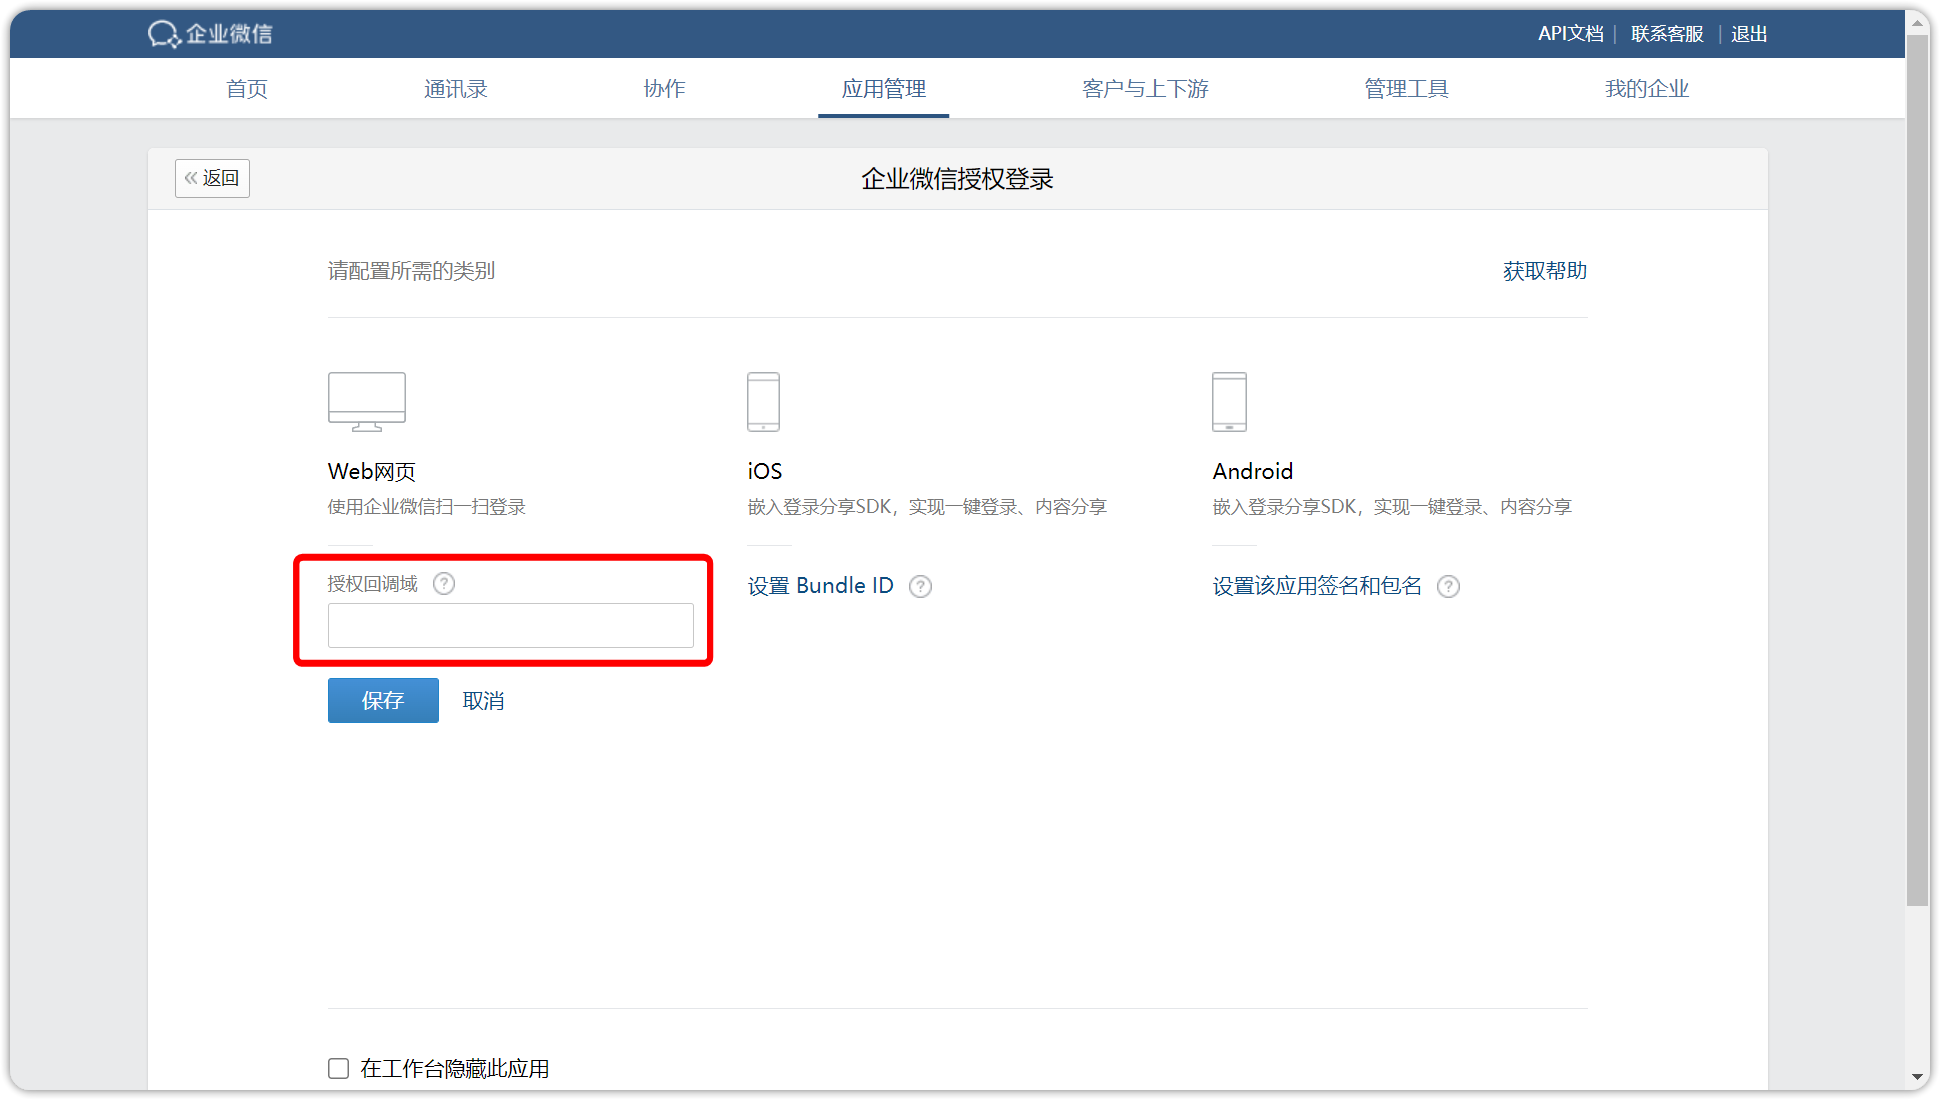 企业微信
API文档 | 联系客服 | 退出
首页 通讯录 协作 应用管理 客户与上下游 管理工具 我的企业
返回
企业微信授权登录
请配置所需的类别
获取帮助
Web网页 iOS Android
使用企业微信扫一扫登录 嵌入登录分享SDK，实现一键登录、内容分享 嵌入登录分享SDK，实现一键登录、内容分享
授权回调域 ? 设置 Bundle ID ? 设置该应用签名和包名 ?
保存 取消
在工作台隐藏此应用